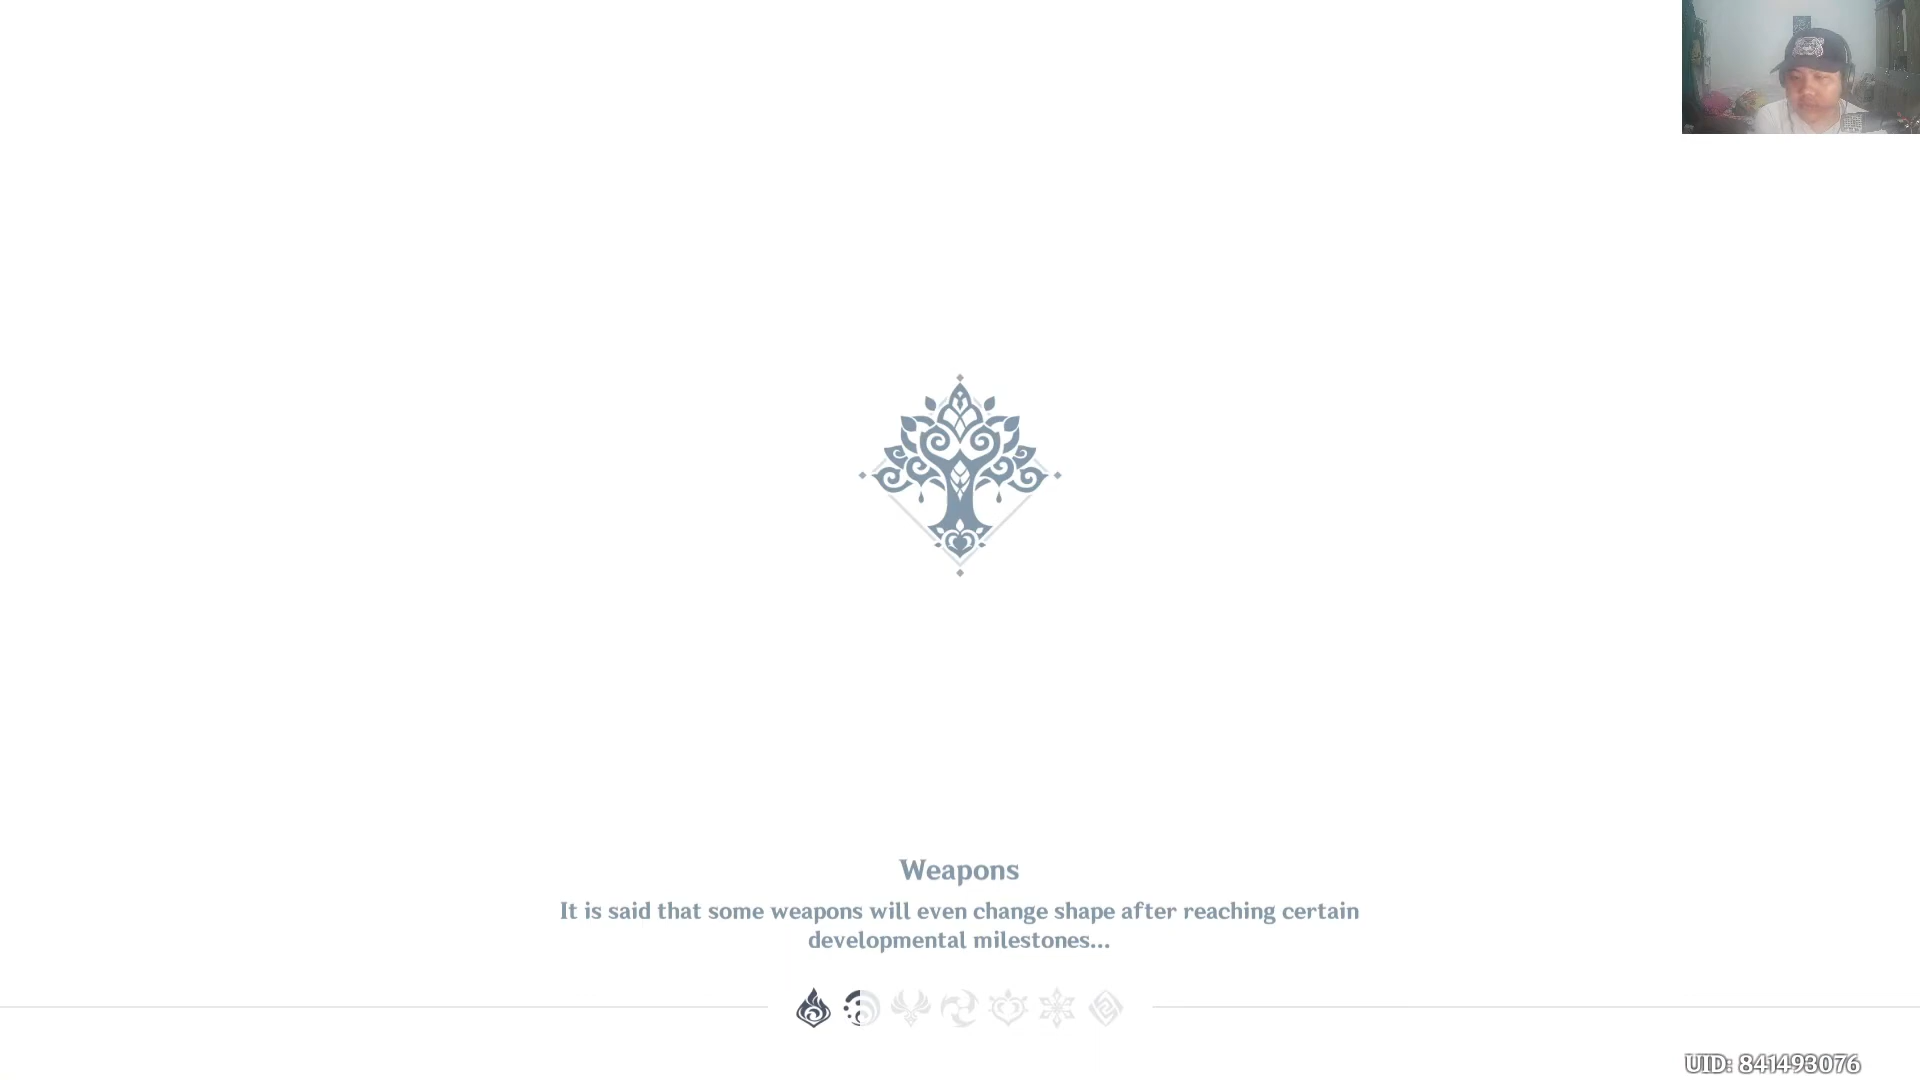 Weapons
It is said that some weapons will even change shape after reaching certain
developmental milestones...
UID: 841493076